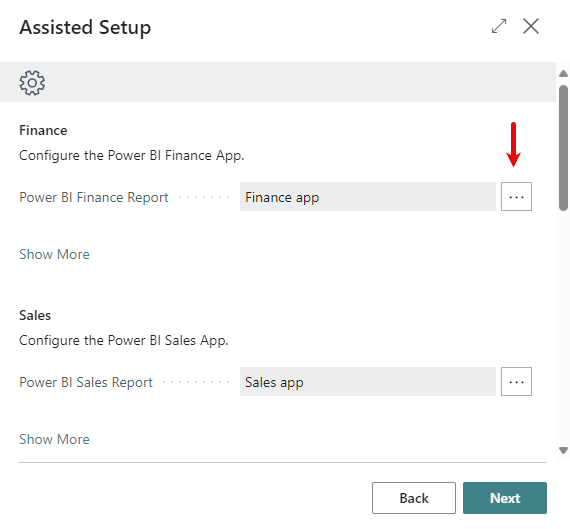 Assisted Setup
Finance
Configure the Power BI Finance App.
Power BI Finance Report · · · · · · · Finance app ...
Show More
Sales
Configure the Power BI Sales App.
Power BI Sales Report · · · · · · · · · Sales app ...
Show More
Back Next